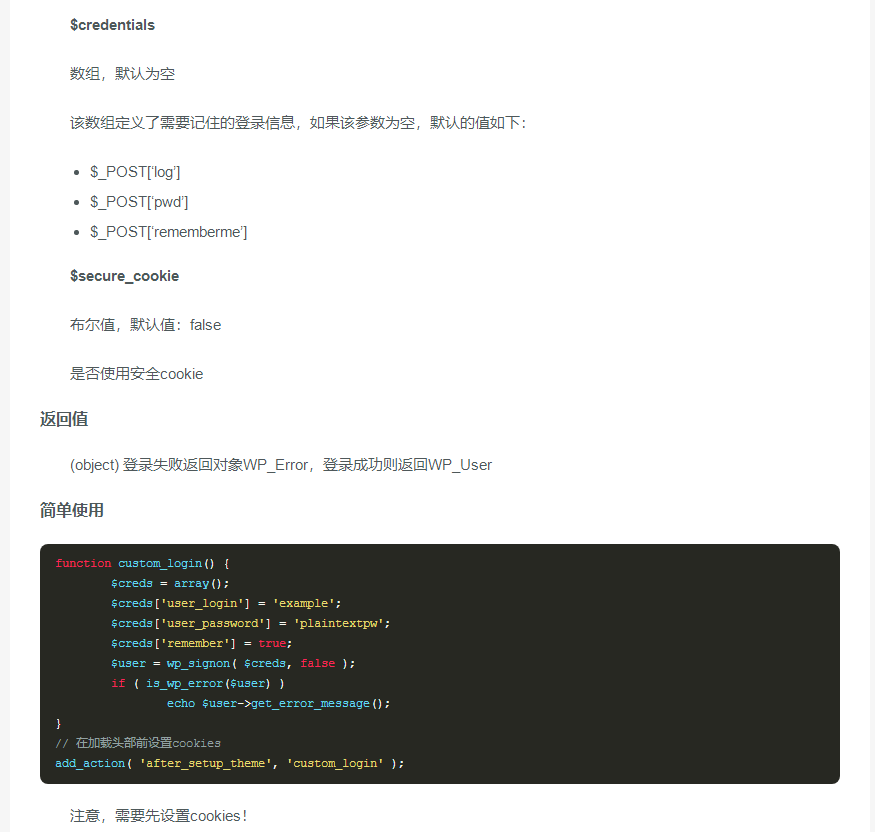 $credentials
数组，默认为空
该数组定义了需要记住的登录信息，如果该参数为空，默认的值如下：
$_POST[‘log’]
$_POST[‘pwd’]
$_POST[‘rememberme’]
$secure_cookie
布尔值，默认值：false
是否使用安全cookie
返回值
(object) 登录失败返回对象WP_Error，登录成功则返回WP_User
简单使用
function custom_login() {
        $creds = array();
        $creds['user_login'] = 'example';
        $creds['user_password'] = 'plaintextpw';
        $creds['remember'] = true;
        $user = wp_signon( $creds, false );
        if ( is_wp_error($user) )
                echo $user->get_error_message();
}
// 在加载头部前设置cookies
add_action( 'after_setup_theme', 'custom_login' );
注意，需要先设置cookies！